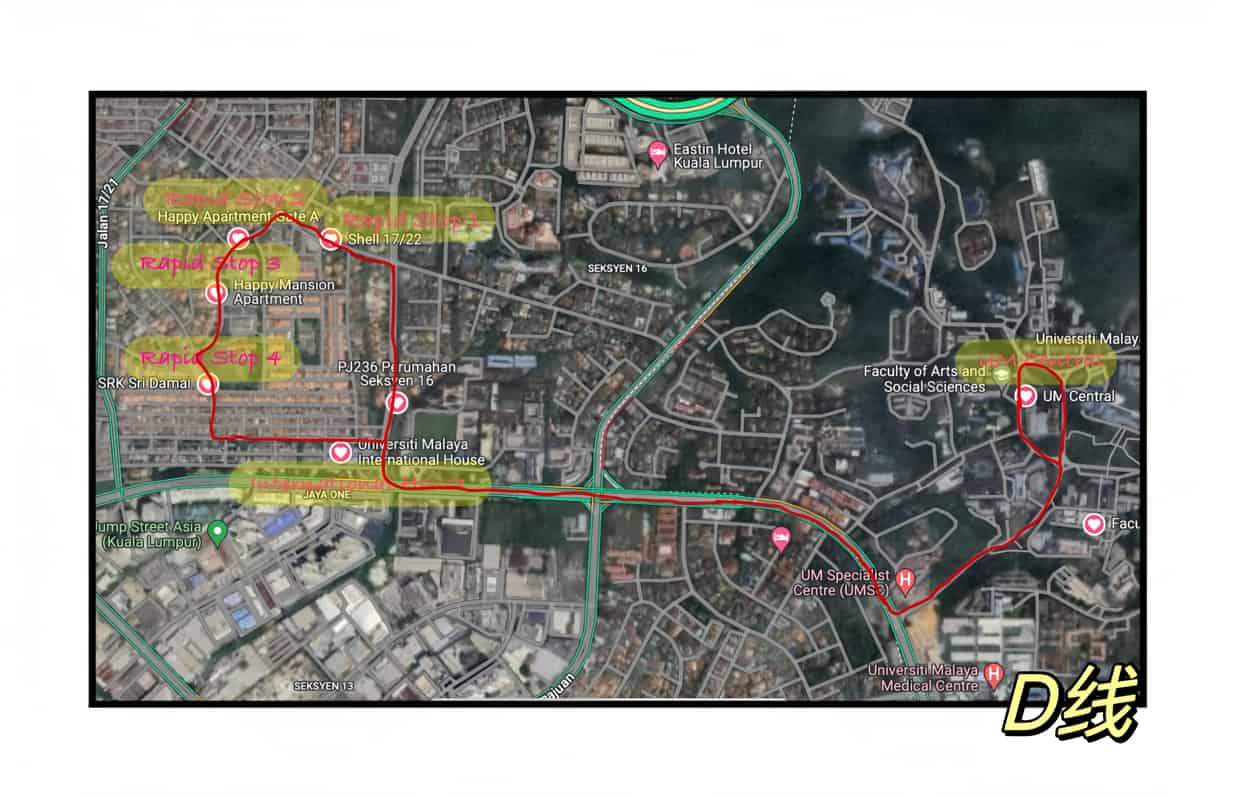 Eastin Hotel
Kuala Lumpur
Jalan 17/21
Rapid Stop 2
Happy Apartment Gate A
Rapid Stop 1
Shell 17/22
Rapid Stop 3
SEKSYEN 16
Happy Mansion
Apartment
Universiti Malay
Rapid Stop 4
UM Central
PJ236 Perumahan
Seksyen 16
Faculty of Arts and
Social Sciences
SRK Sri Damai
UM Central
Universiti Malaya
International House
JAYA ONE
Jump Street Asia
(Kuala Lumpur)
Facu
UM Specialist
Centre (UMSC)
Universiti Malaya
Medical Centre
SEKSYEN 13
ajuan
D线